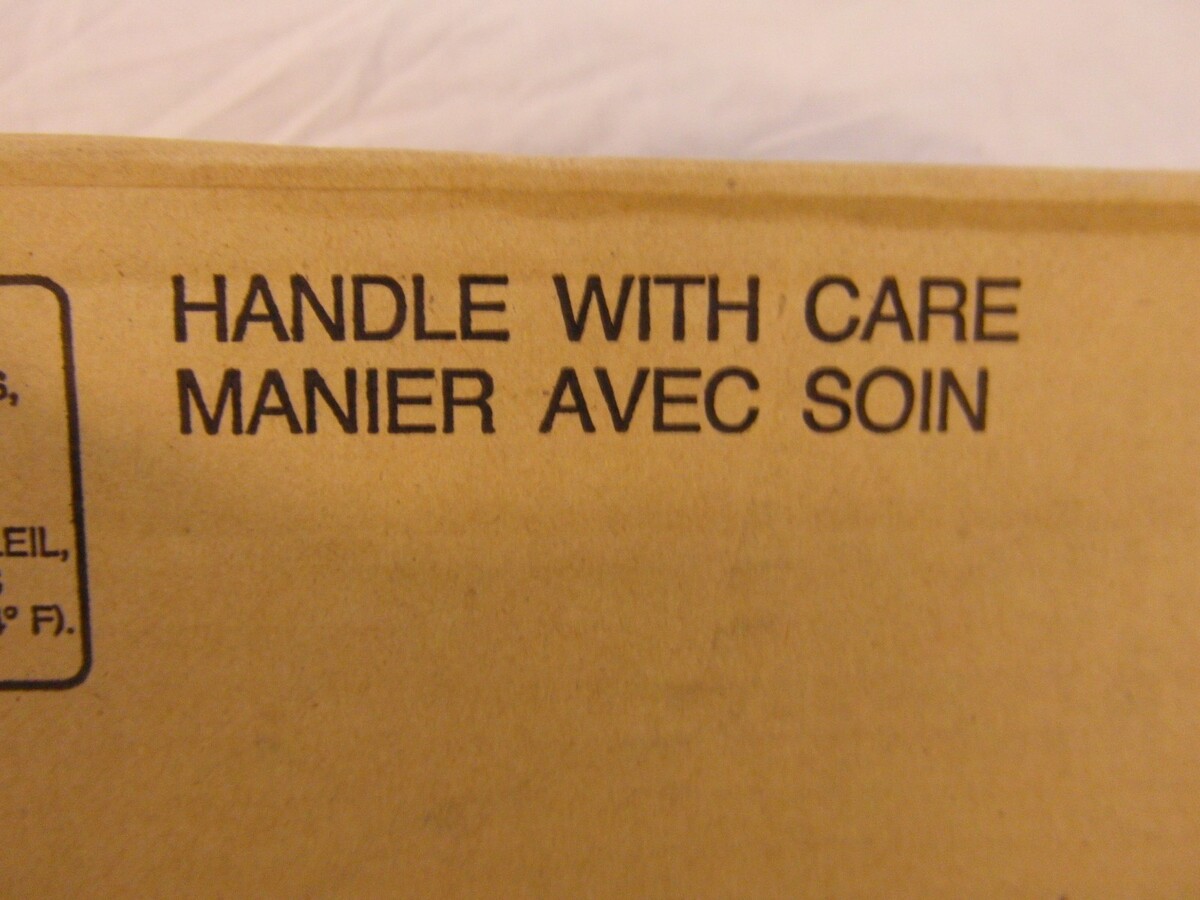 HANDLE WITH CARE
MANIER AVEC SOIN
F).